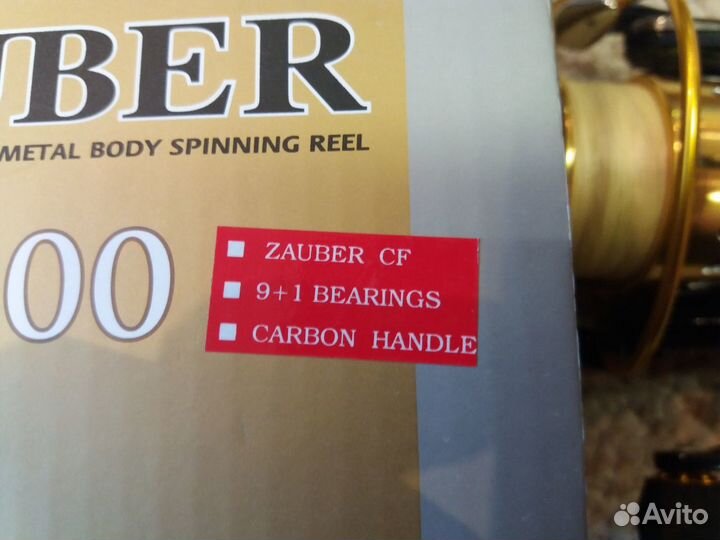 UBER
METAL BODY SPINNING REEL
00
ZAUBER CF
9+1 BEARINGS
CARBON HANDLE
Avito